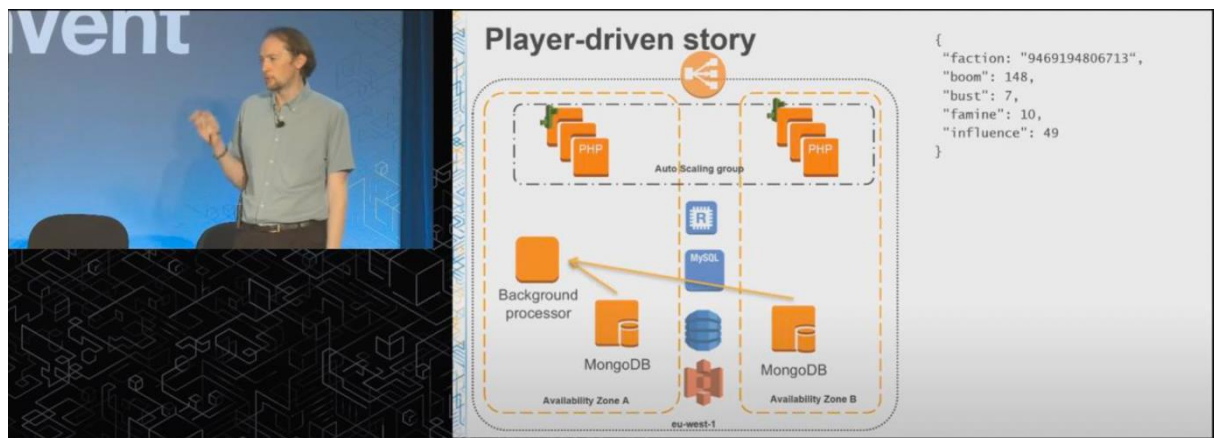 vent
Player-driven story
PHP
PHP
Auto Scaling group
R
MySQL
Background
processor
MongoDB
MongoDB
Availability Zone A
Availability Zone B
eu-west-1
{
"faction: "9469194806713",
"boom": 148,
"bust": 7,
"famine": 10,
"influence": 49
}